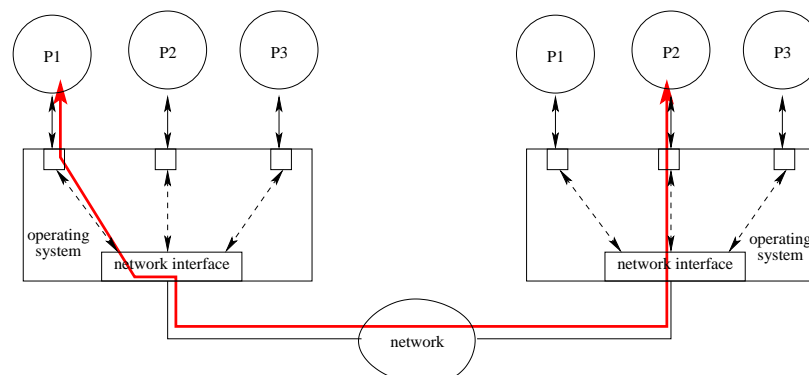 P1
P2
P3
P1
P2
P3
operating
system
network interface
network interface
operating
system
network